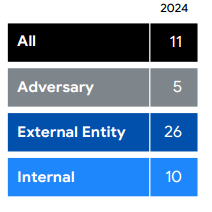 2024
All 11
Adversary 5
External Entity 26
Internal 10